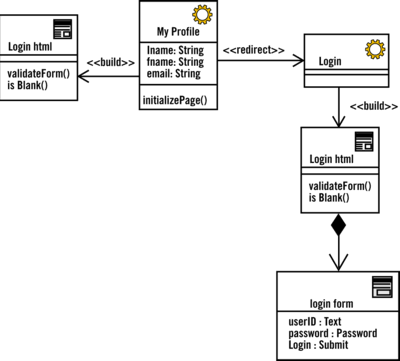 Login html
validateForm()
is Blank()
<<build>>
My Profile
lname: String
fname: String
email: String
initializePage()
<<redirect>>
Login
<<build>>
Login html
validateForm()
is Blank()
login form
userID : Text
password : Password
Login : Submit